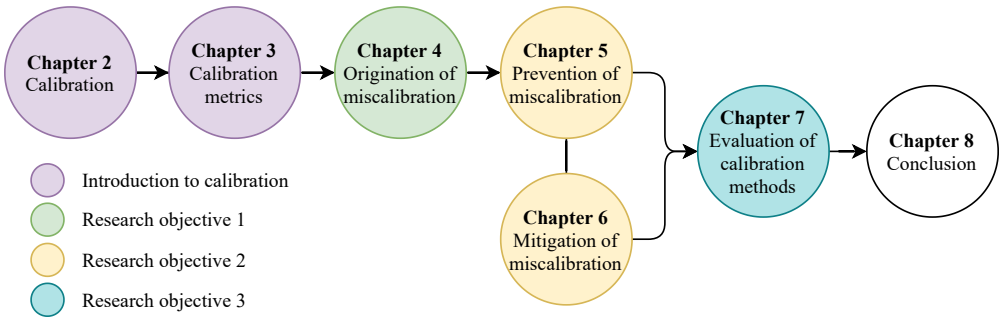 Chapter 2
Calibration
Chapter 3
Calibration
metrics
Chapter 4
Origination of
miscalibration
Chapter 5
Prevention of
miscalibration
Chapter 6
Mitigation of
miscalibration
Chapter 7
Evaluation of
calibration
methods
Chapter 8
Conclusion
Introduction to calibration
Research objective 1
Research objective 2
Research objective 3